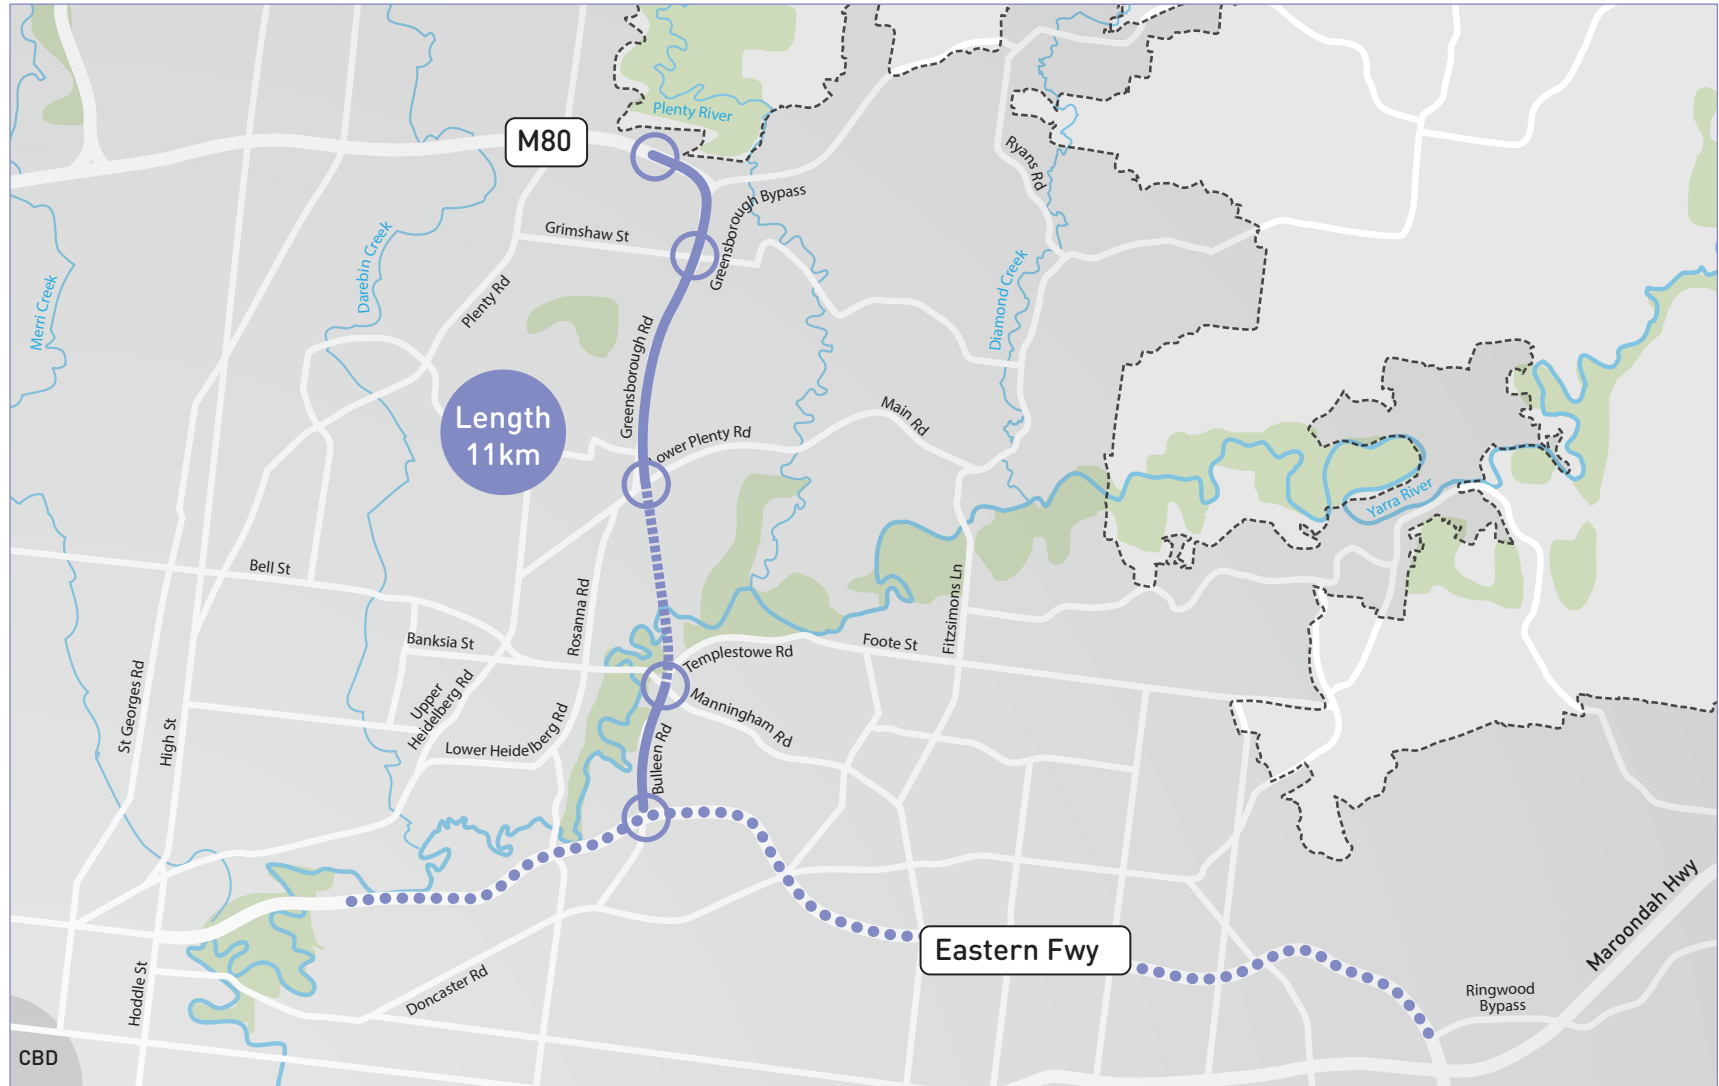 Plenty River
M80
Ryans Rd
Greensborough Bypass
Grimshaw St
Darebin Creek
Merri Creek
Plenty Rd
Diamond Creek
Greensborough Rd
Length
11km
Main Rd
Lower Plenty Rd
Yarra River
Bell St
Rosanna Rd
Fitzsimons Ln
Banksia St
Foote St
Templestowe Rd
Upper
Heidelberg Rd
St Georges Rd
High St
Manningham Rd
Lower Heidelberg Rd
Bulleen Rd
Maroondah Hwy
Eastern Fwy
Hoddle St
Doncaster Rd
Ringwood
Bypass
CBD